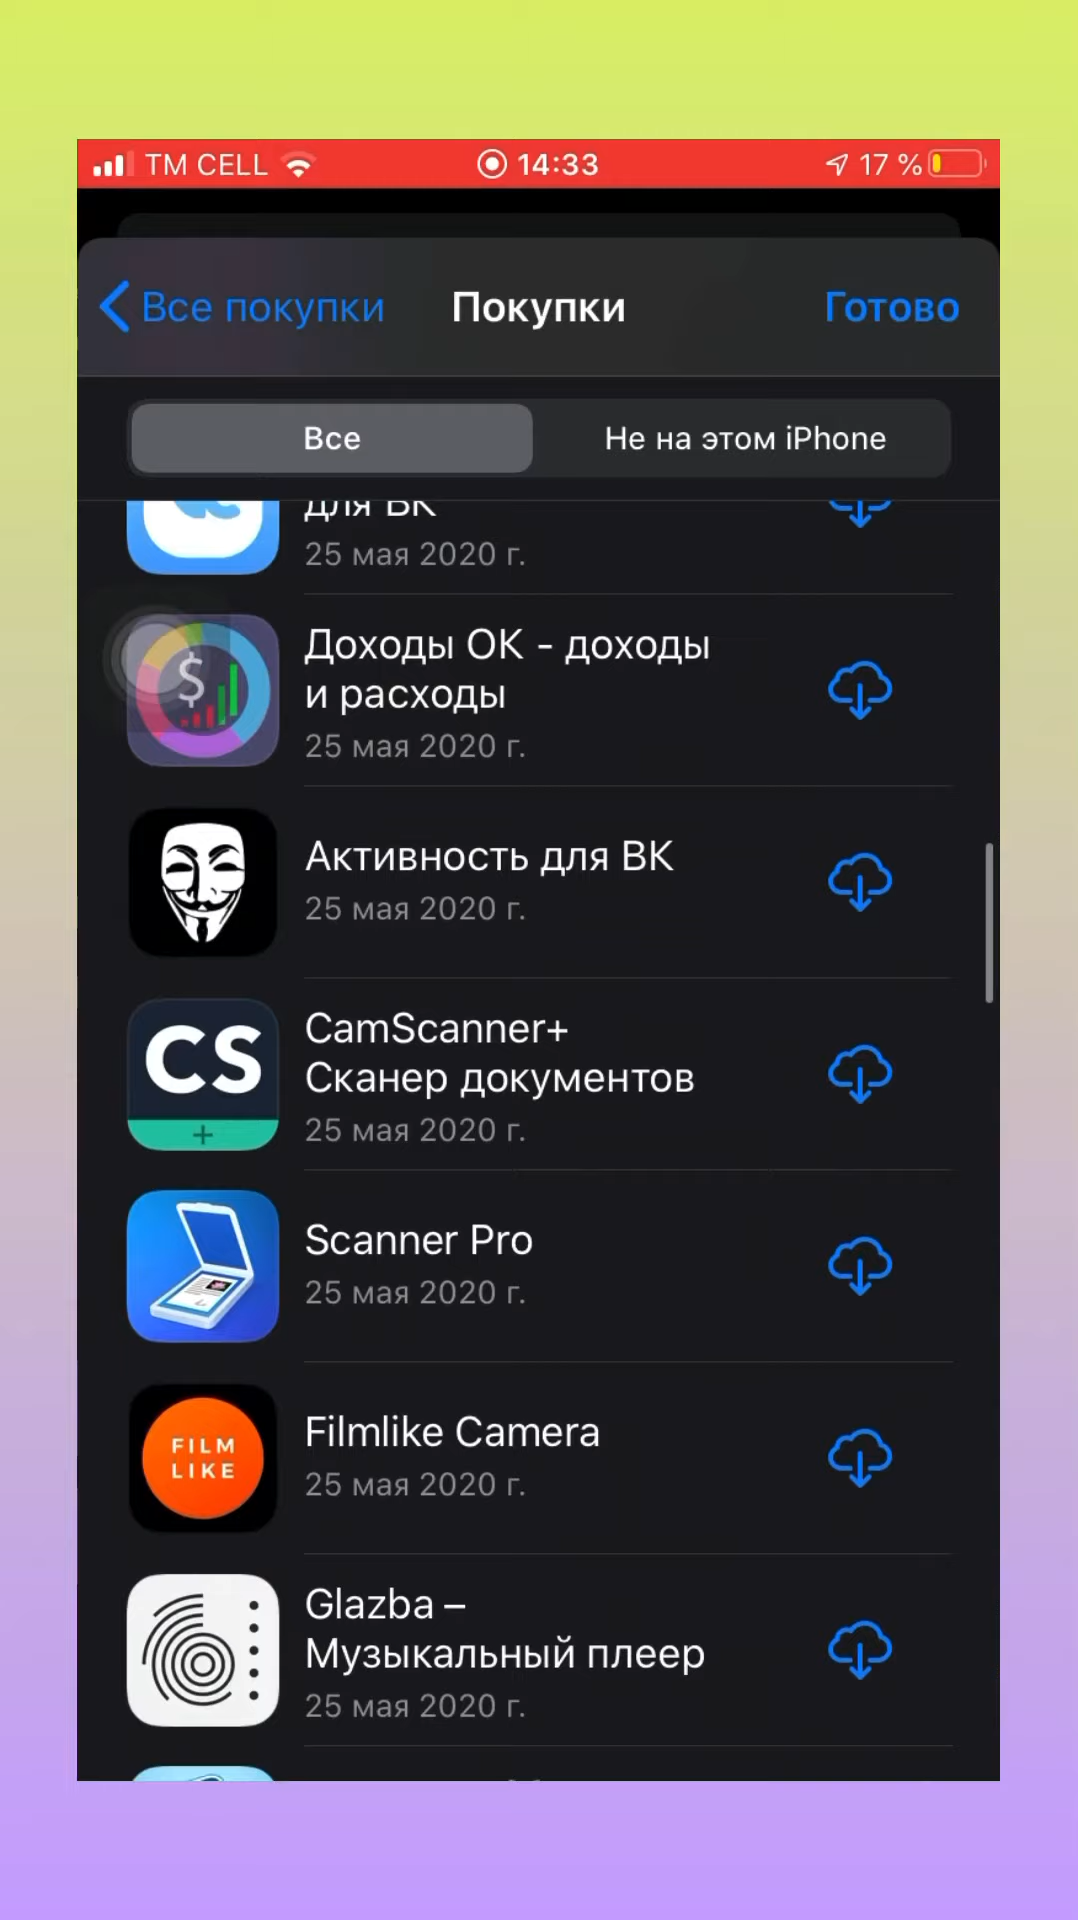 TM CELL 14:33 17 %
Все покупки Покупки Готово
Все Не на этом iPhone
для ВК
25 мая 2020 г.
Доходы ОК - доходы
и расходы
25 мая 2020 г.
$
Активность для ВК
25 мая 2020 г.
CS
+
CamScanner+
Сканер документов
25 мая 2020 г.
Scanner Pro
25 мая 2020 г.
FILM
LIKE
Filmlike Camera
25 мая 2020 г.
Glazba –
Музыкальный плеер
25 мая 2020 г.